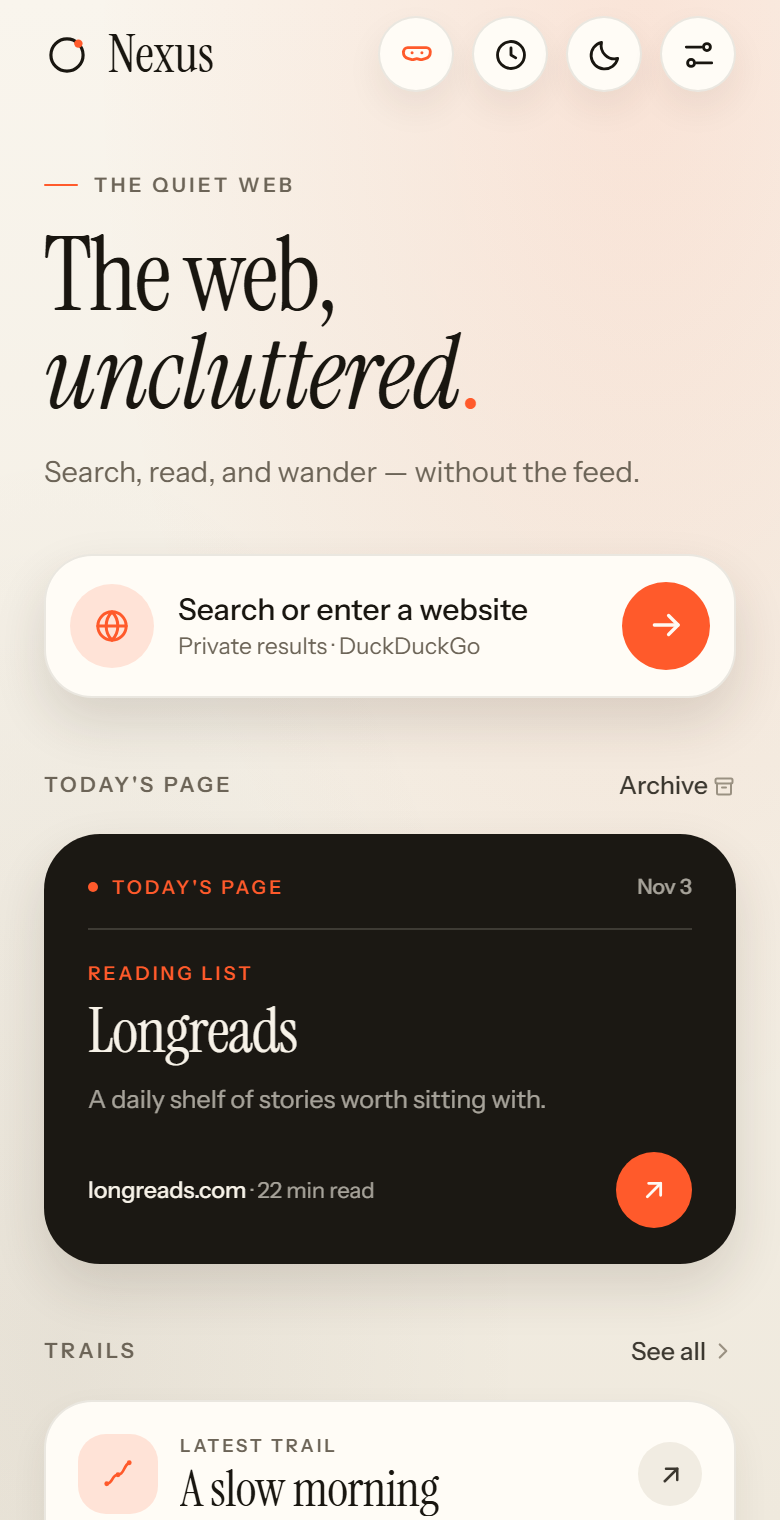 Nexus
THE QUIET WEB
The web,
uncluttered.
Search, read, and wander — without the feed.
Search or enter a website
Private results · DuckDuckGo
TODAY'S PAGE
Archive
TODAY'S PAGE
Nov 3
READING LIST
Longreads
A daily shelf of stories worth sitting with.
longreads.com · 22 min read
TRAILS
See all
LATEST TRAIL
A slow morning